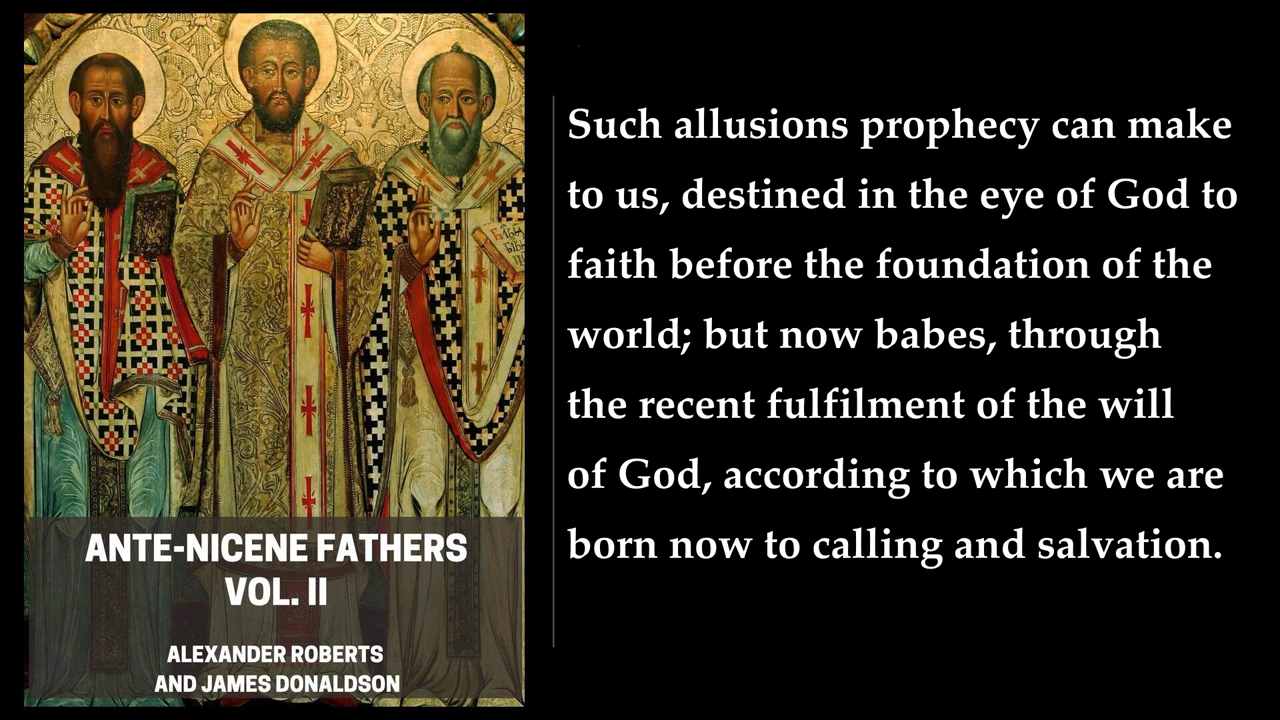 ANTE-NICENE FATHERS
VOL. II
ALEXANDER ROBERTS
AND JAMES DONALDSON
Such allusions prophecy can make
to us, destined in the eye of God to
faith before the foundation of the
world; but now babes, through
the recent fulfilment of the will
of God, according to which we are
born now to calling and salvation.